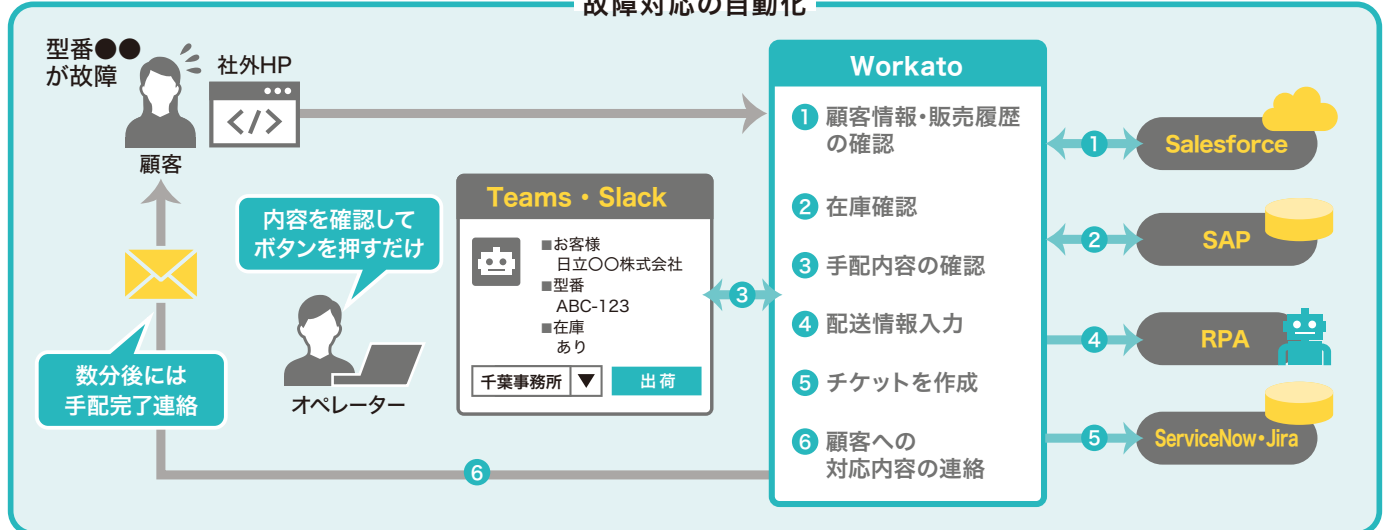 故障対応の自動化
型番●●
が故障
社外HP
</>
顧客
内容を確認して
ボタンを押すだけ
オペレーター
数分後には
手配完了連絡
Teams・Slack
■お客様
日立〇〇株式会社
■型番
ABC-123
■在庫
あり
千葉事務所 ▼ 出荷
3
6
Workato
1 顧客情報・販売履歴
の確認
2 在庫確認
3 手配内容の確認
4 配送情報入力
5 チケットを作成
6 顧客への
対応内容の連絡
1 Salesforce
2 SAP
4 RPA
5 ServiceNow・Jira